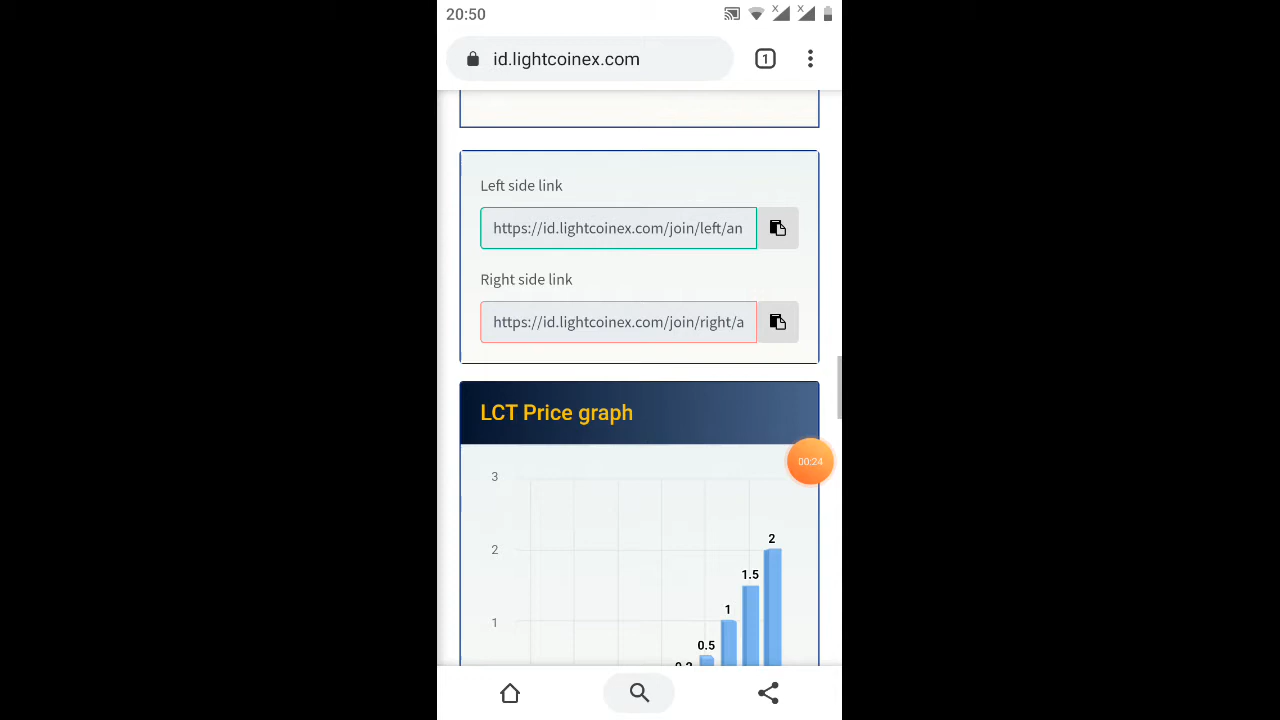 20:50
id.lightcoinex.com
1
Left side link
https://id.lightcoinex.com/join/left/an
Right side link
https://id.lightcoinex.com/join/right/a
LCT Price graph
00:24
3
2
2
1.5
1
1
0.5